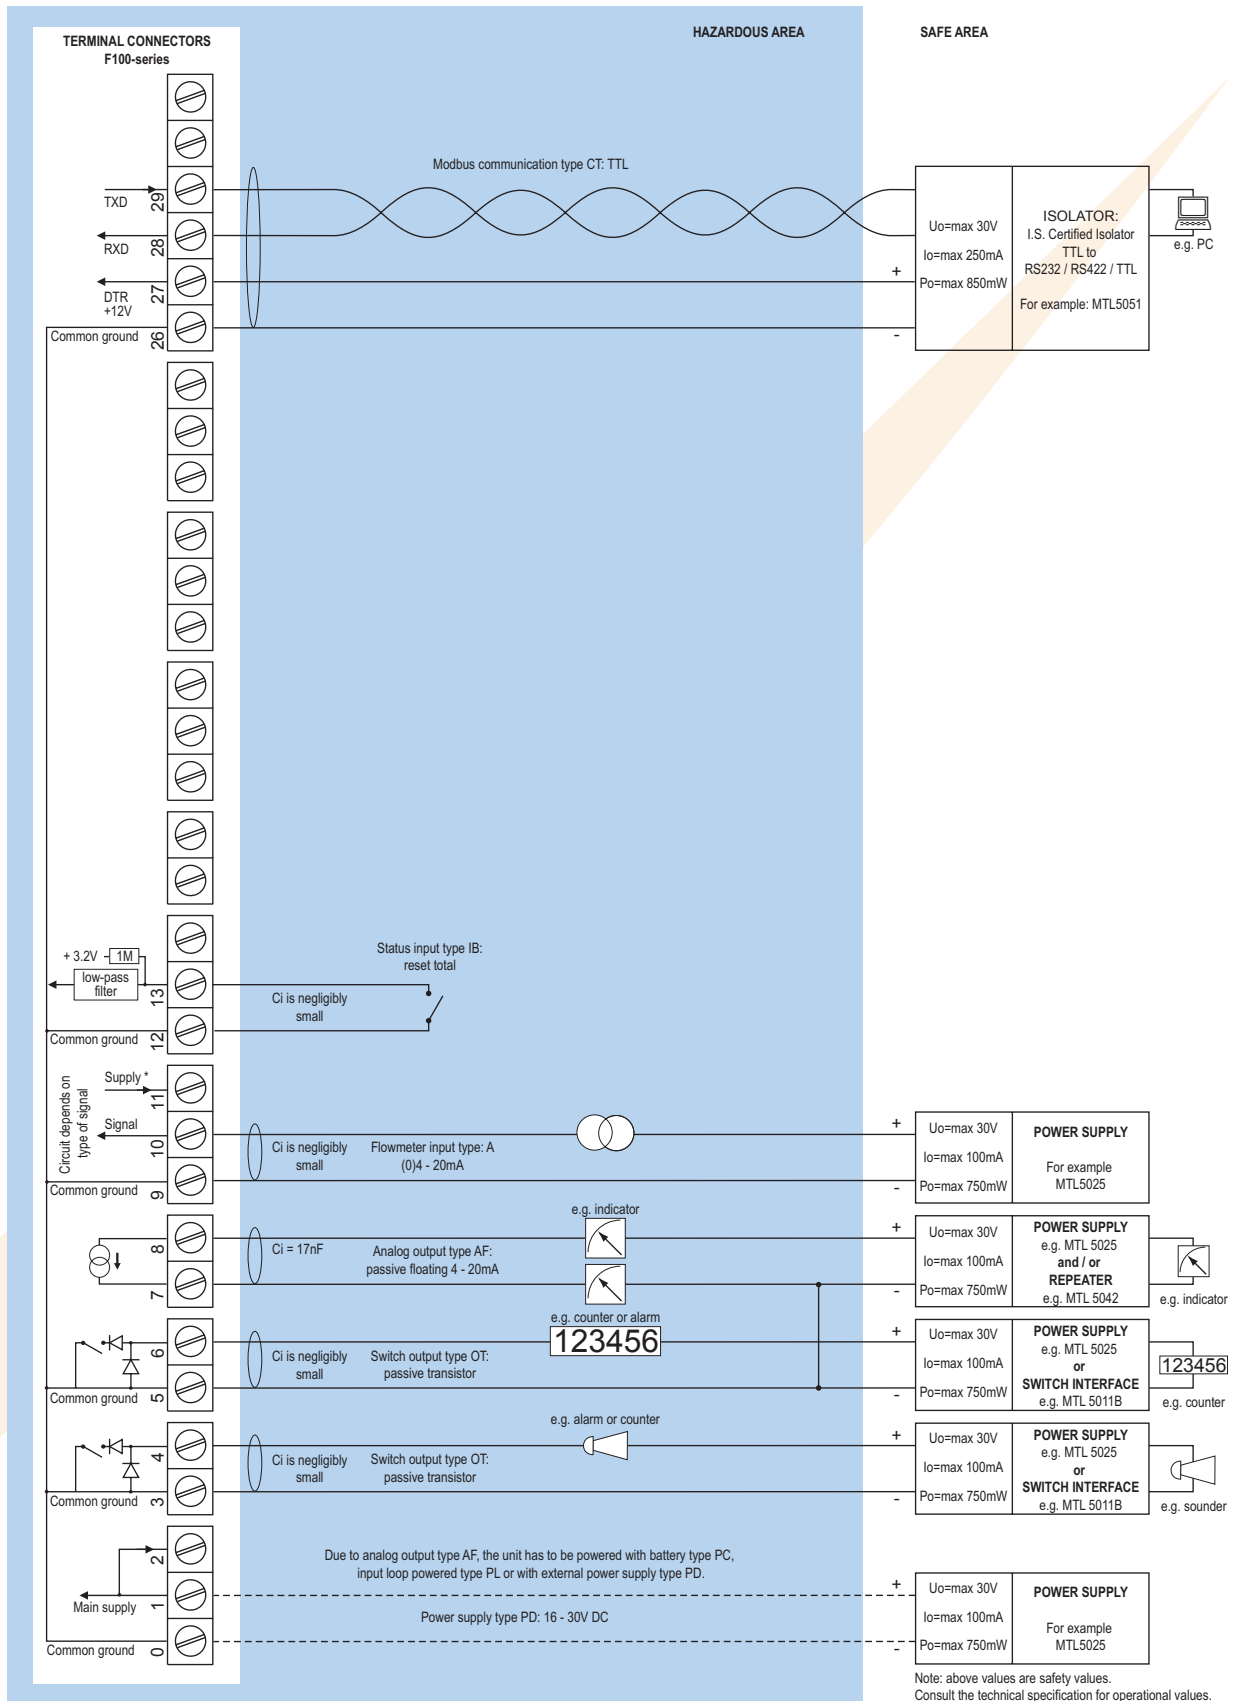 HAZARDOUS AREA
SAFE AREA
TERMINAL CONNECTORS
F100-series
Modbus communication type CT: TTL
TXD
29
RXD
28
DTR
+12V
27
Common ground
26
+
-
Uo=max 30V
Io=max 250mA
Po=max 850mW
ISOLATOR:
I.S. Certified Isolator
TTL to
RS232 / RS422 / TTL
For example: MTL5051
e.g. PC
+ 3.2V
1M
low-pass
filter
13
Common ground
12
Status input type IB:
reset total
Ci is negligibly
small
Circuit depends on
type of signal
Supply *
11
Signal
10
Common ground
9
Ci is negligibly
small
Flowmeter input type: A
(0)4 - 20mA
+
-
Uo=max 30V
Io=max 100mA
Po=max 750mW
POWER SUPPLY
For example
MTL5025
8
7
Ci = 17nF
Analog output type AF:
passive floating 4 - 20mA
e.g. indicator
+
-
Uo=max 30V
Io=max 100mA
Po=max 750mW
POWER SUPPLY
e.g. MTL 5025
and / or
REPEATER
e.g. MTL 5042
e.g. indicator
6
Common ground
5
Ci is negligibly
small
Switch output type OT:
passive transistor
e.g. counter or alarm
123456
+
-
Uo=max 30V
Io=max 100mA
Po=max 750mW
POWER SUPPLY
e.g. MTL 5025
or
SWITCH INTERFACE
e.g. MTL 5011B
123456
e.g. counter
4
Common ground
3
Ci is negligibly
small
Switch output type OT:
passive transistor
e.g. alarm or counter
+
-
Uo=max 30V
Io=max 100mA
Po=max 750mW
POWER SUPPLY
e.g. MTL 5025
or
SWITCH INTERFACE
e.g. MTL 5011B
e.g. sounder
2
Main supply
1
Common ground
0
Due to analog output type AF, the unit has to be powered with battery type PC,
input loop powered type PL or with external power supply type PD.
Power supply type PD: 16 - 30V DC
+
-
Uo=max 30V
Io=max 100mA
Po=max 750mW
POWER SUPPLY
For example
MTL5025
Note: above values are safety values.
Consult the technical specification for operational values.